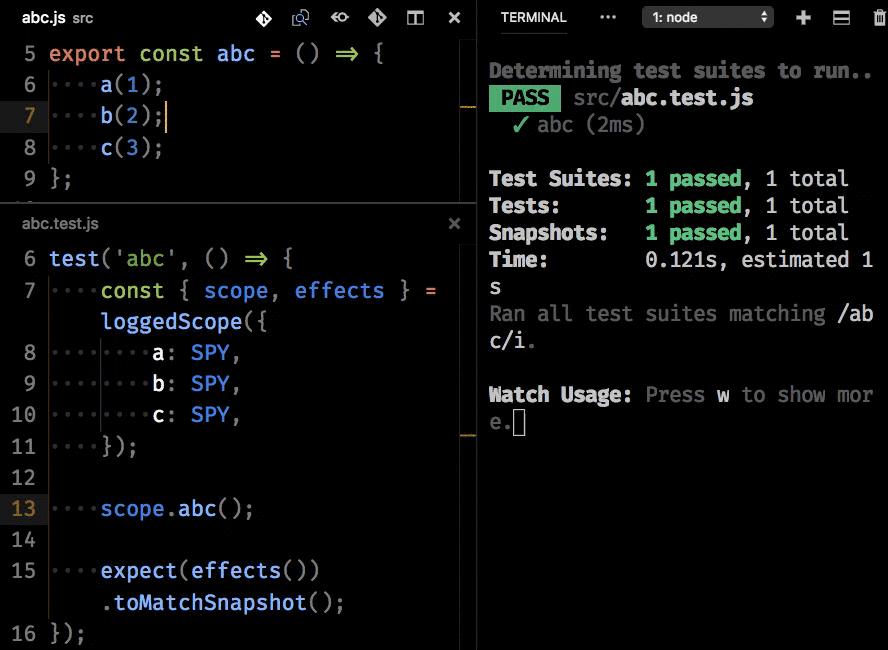 abc.js src
5 export const abc = () => {
6 ····a(1);
7 ····b(2);
8 ····c(3);
9 };
abc.test.js
6 test('abc', () => {
7 ····const { scope, effects } =
loggedScope({
8 ········a: SPY,
9 ········b: SPY,
10 ········c: SPY,
11 ····});
12
13 ····scope.abc();
14
15 ····expect(effects())
.toMatchSnapshot();
16 });
TERMINAL ··· 1: node
Determining test suites to run..
PASS src/abc.test.js
✓ abc (2ms)
Test Suites: 1 passed, 1 total
Tests: 1 passed, 1 total
Snapshots: 1 passed, 1 total
Time: 0.121s, estimated 1
s
Ran all test suites matching /ab
c/i.
Watch Usage: Press w to show mor
e.